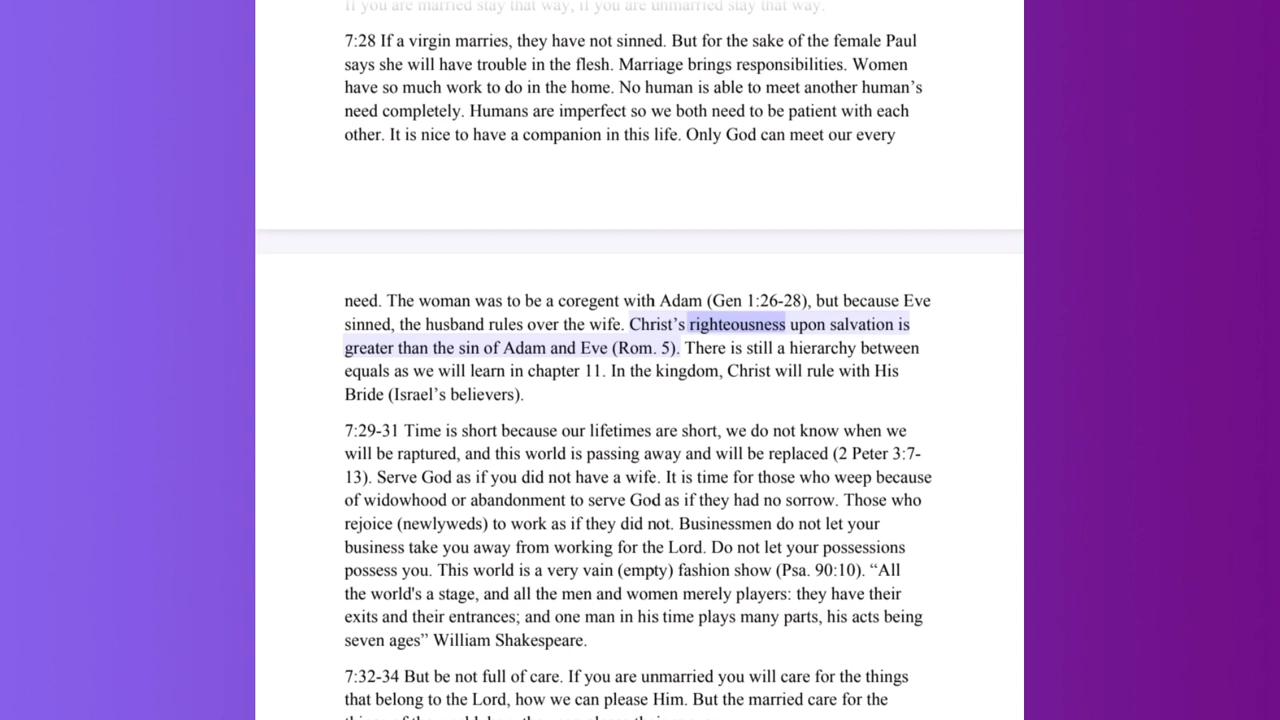 If you are married stay that way, if you are unmarried stay that way.
7:28 If a virgin marries, they have not sinned. But for the sake of the female Paul
says she will have trouble in the flesh. Marriage brings responsibilities. Women
have so much work to do in the home. No human is able to meet another human’s
need completely. Humans are imperfect so we both need to be patient with each
other. It is nice to have a companion in this life. Only God can meet our every
need. The woman was to be a coregent with Adam (Gen 1:26-28), but because Eve
sinned, the husband rules over the wife. Christ’s righteousness upon salvation is
greater than the sin of Adam and Eve (Rom. 5). There is still a hierarchy between
equals as we will learn in chapter 11. In the kingdom, Christ will rule with His
Bride (Israel’s believers).
7:29-31 Time is short because our lifetimes are short, we do not know when we
will be raptured, and this world is passing away and will be replaced (2 Peter 3:7-
13). Serve God as if you did not have a wife. It is time for those who weep because
of widowhood or abandonment to serve God as if they had no sorrow. Those who
rejoice (newlyweds) to work as if they did not. Businessmen do not let your
business take you away from working for the Lord. Do not let your possessions
possess you. This world is a very vain (empty) fashion show (Psa. 90:10). “All
the world's a stage, and all the men and women merely players: they have their
exits and their entrances; and one man in his time plays many parts, his acts being
seven ages” William Shakespeare.
7:32-34 But be not full of care. If you are unmarried you will care for the things
that belong to the Lord, how we can please Him. But the married care for the